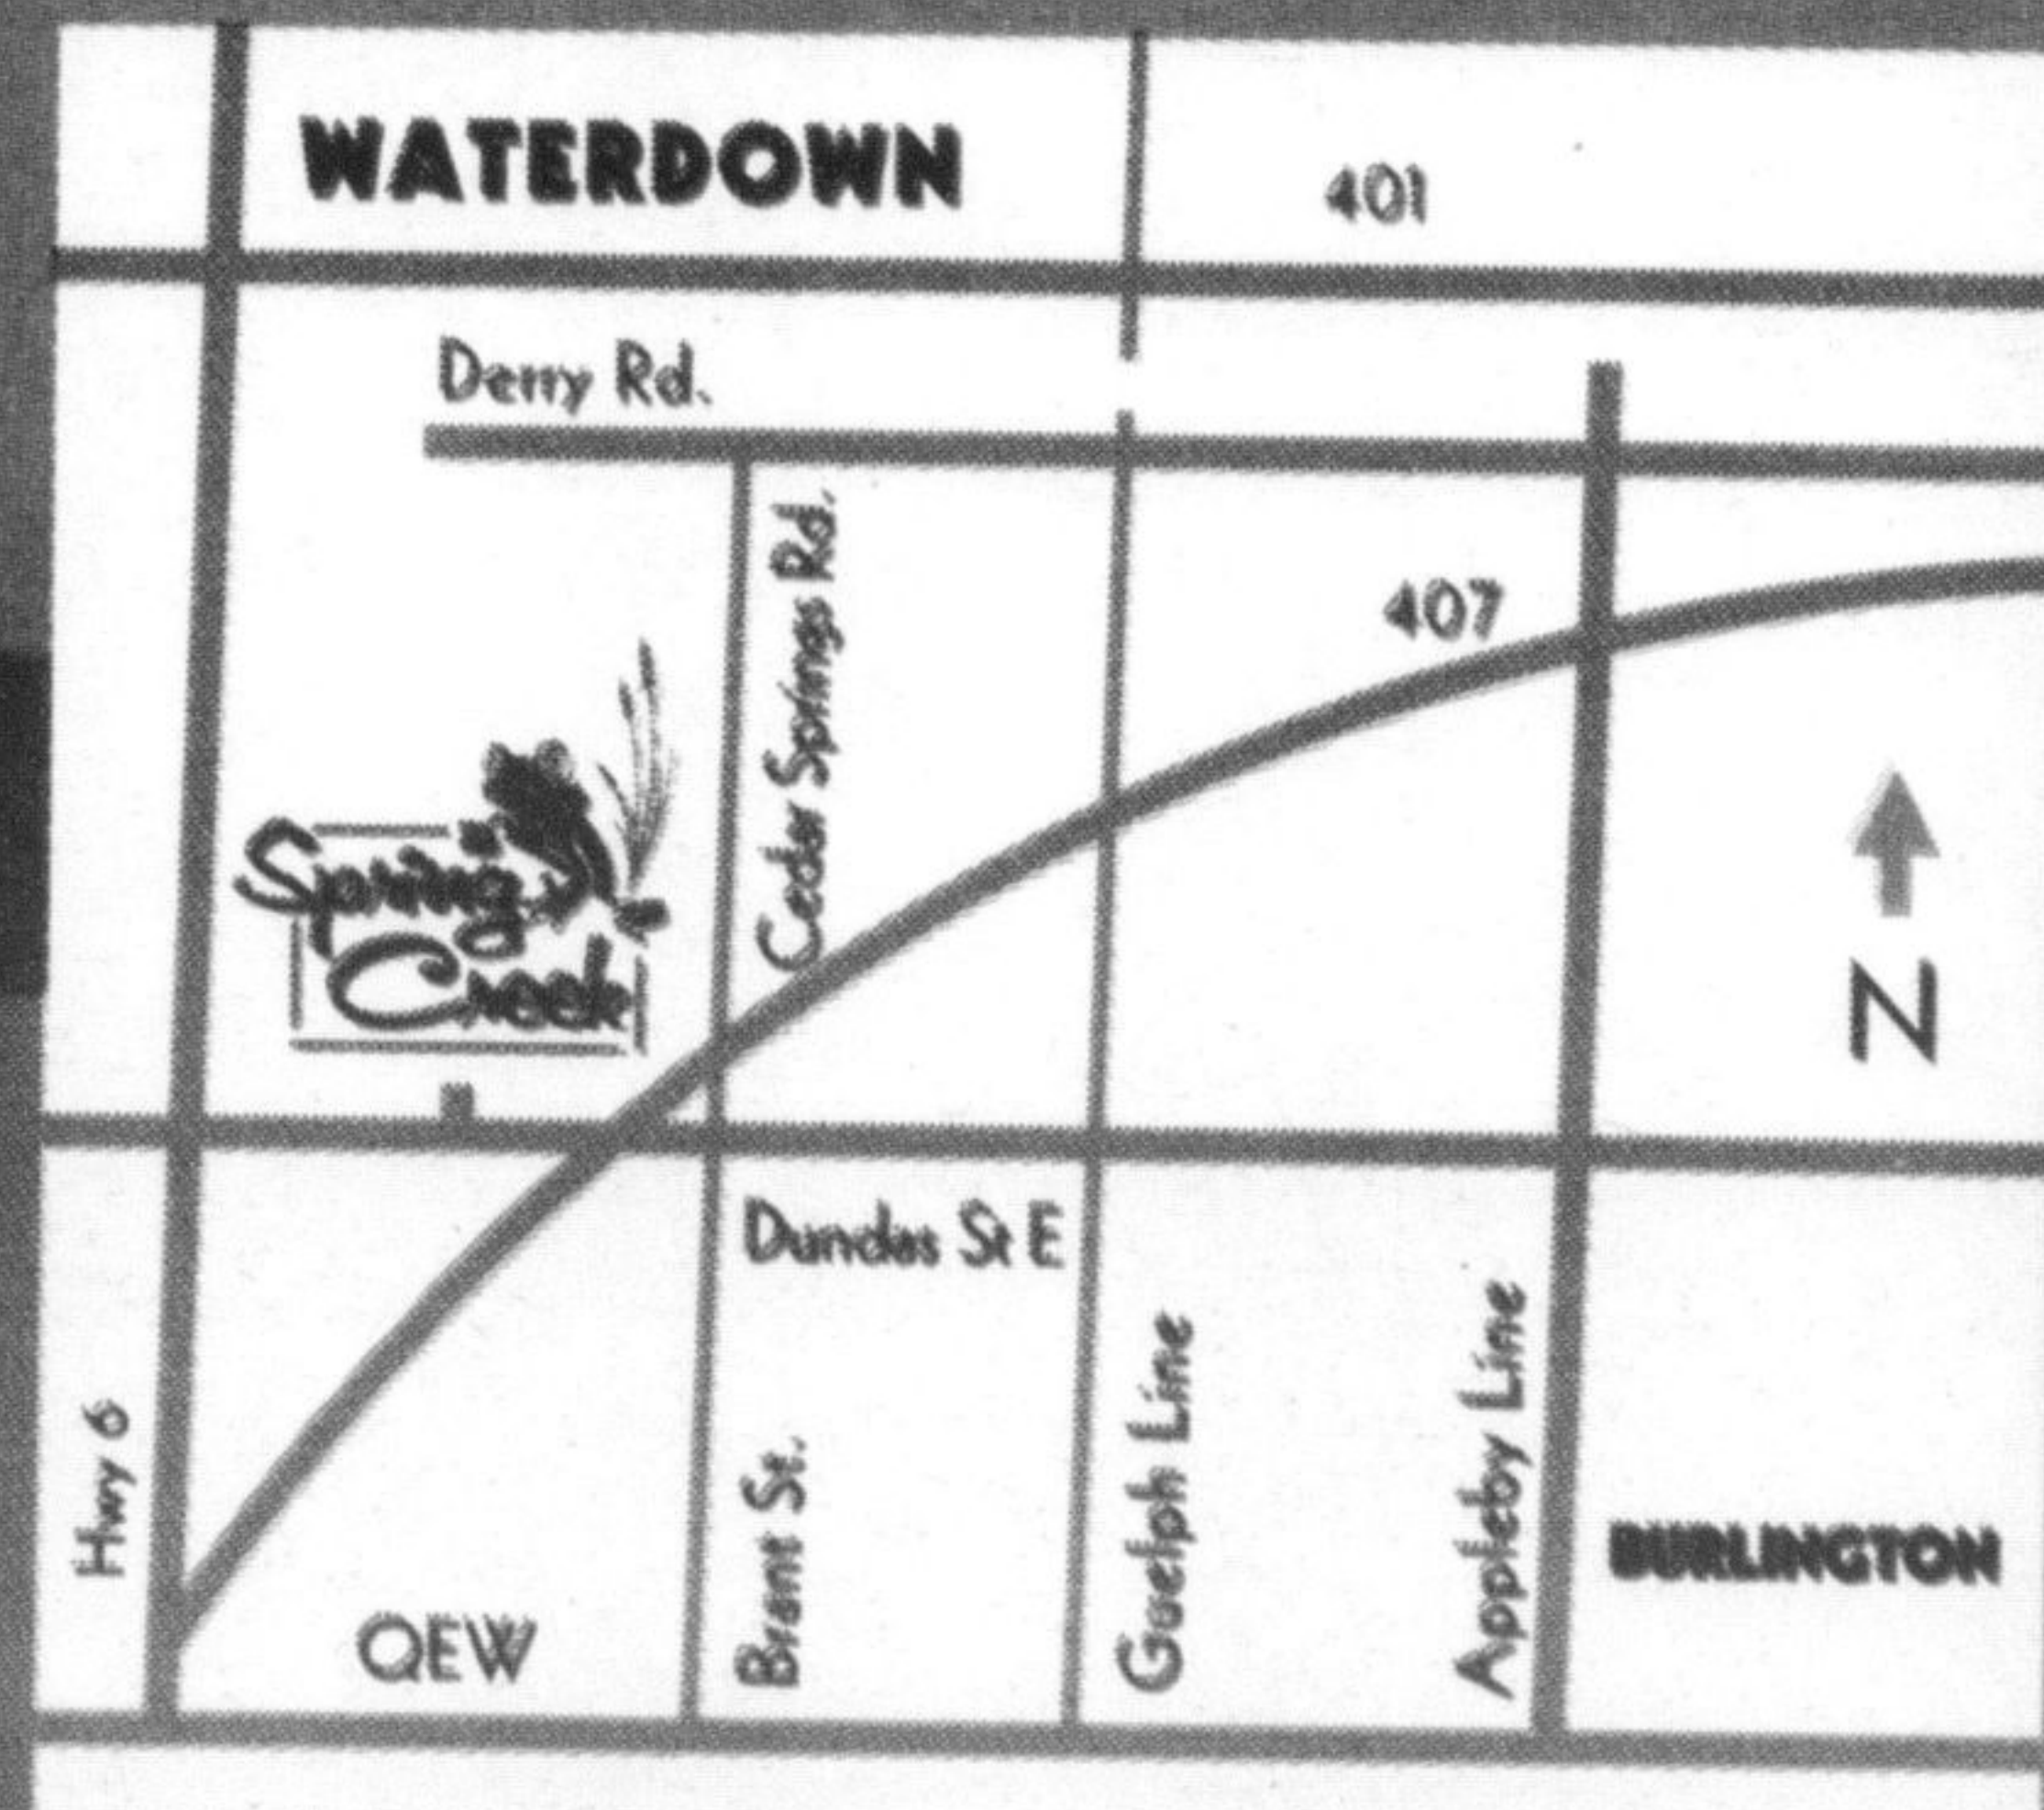 WATERDOWN
401
Derry Rd.
Cedar Springs Rd.
407
Spring
Creek
N
Dundas St E
Hwy 6
QEW
Brant St.
Guelph Line
Appleby Line
BURLINGTON